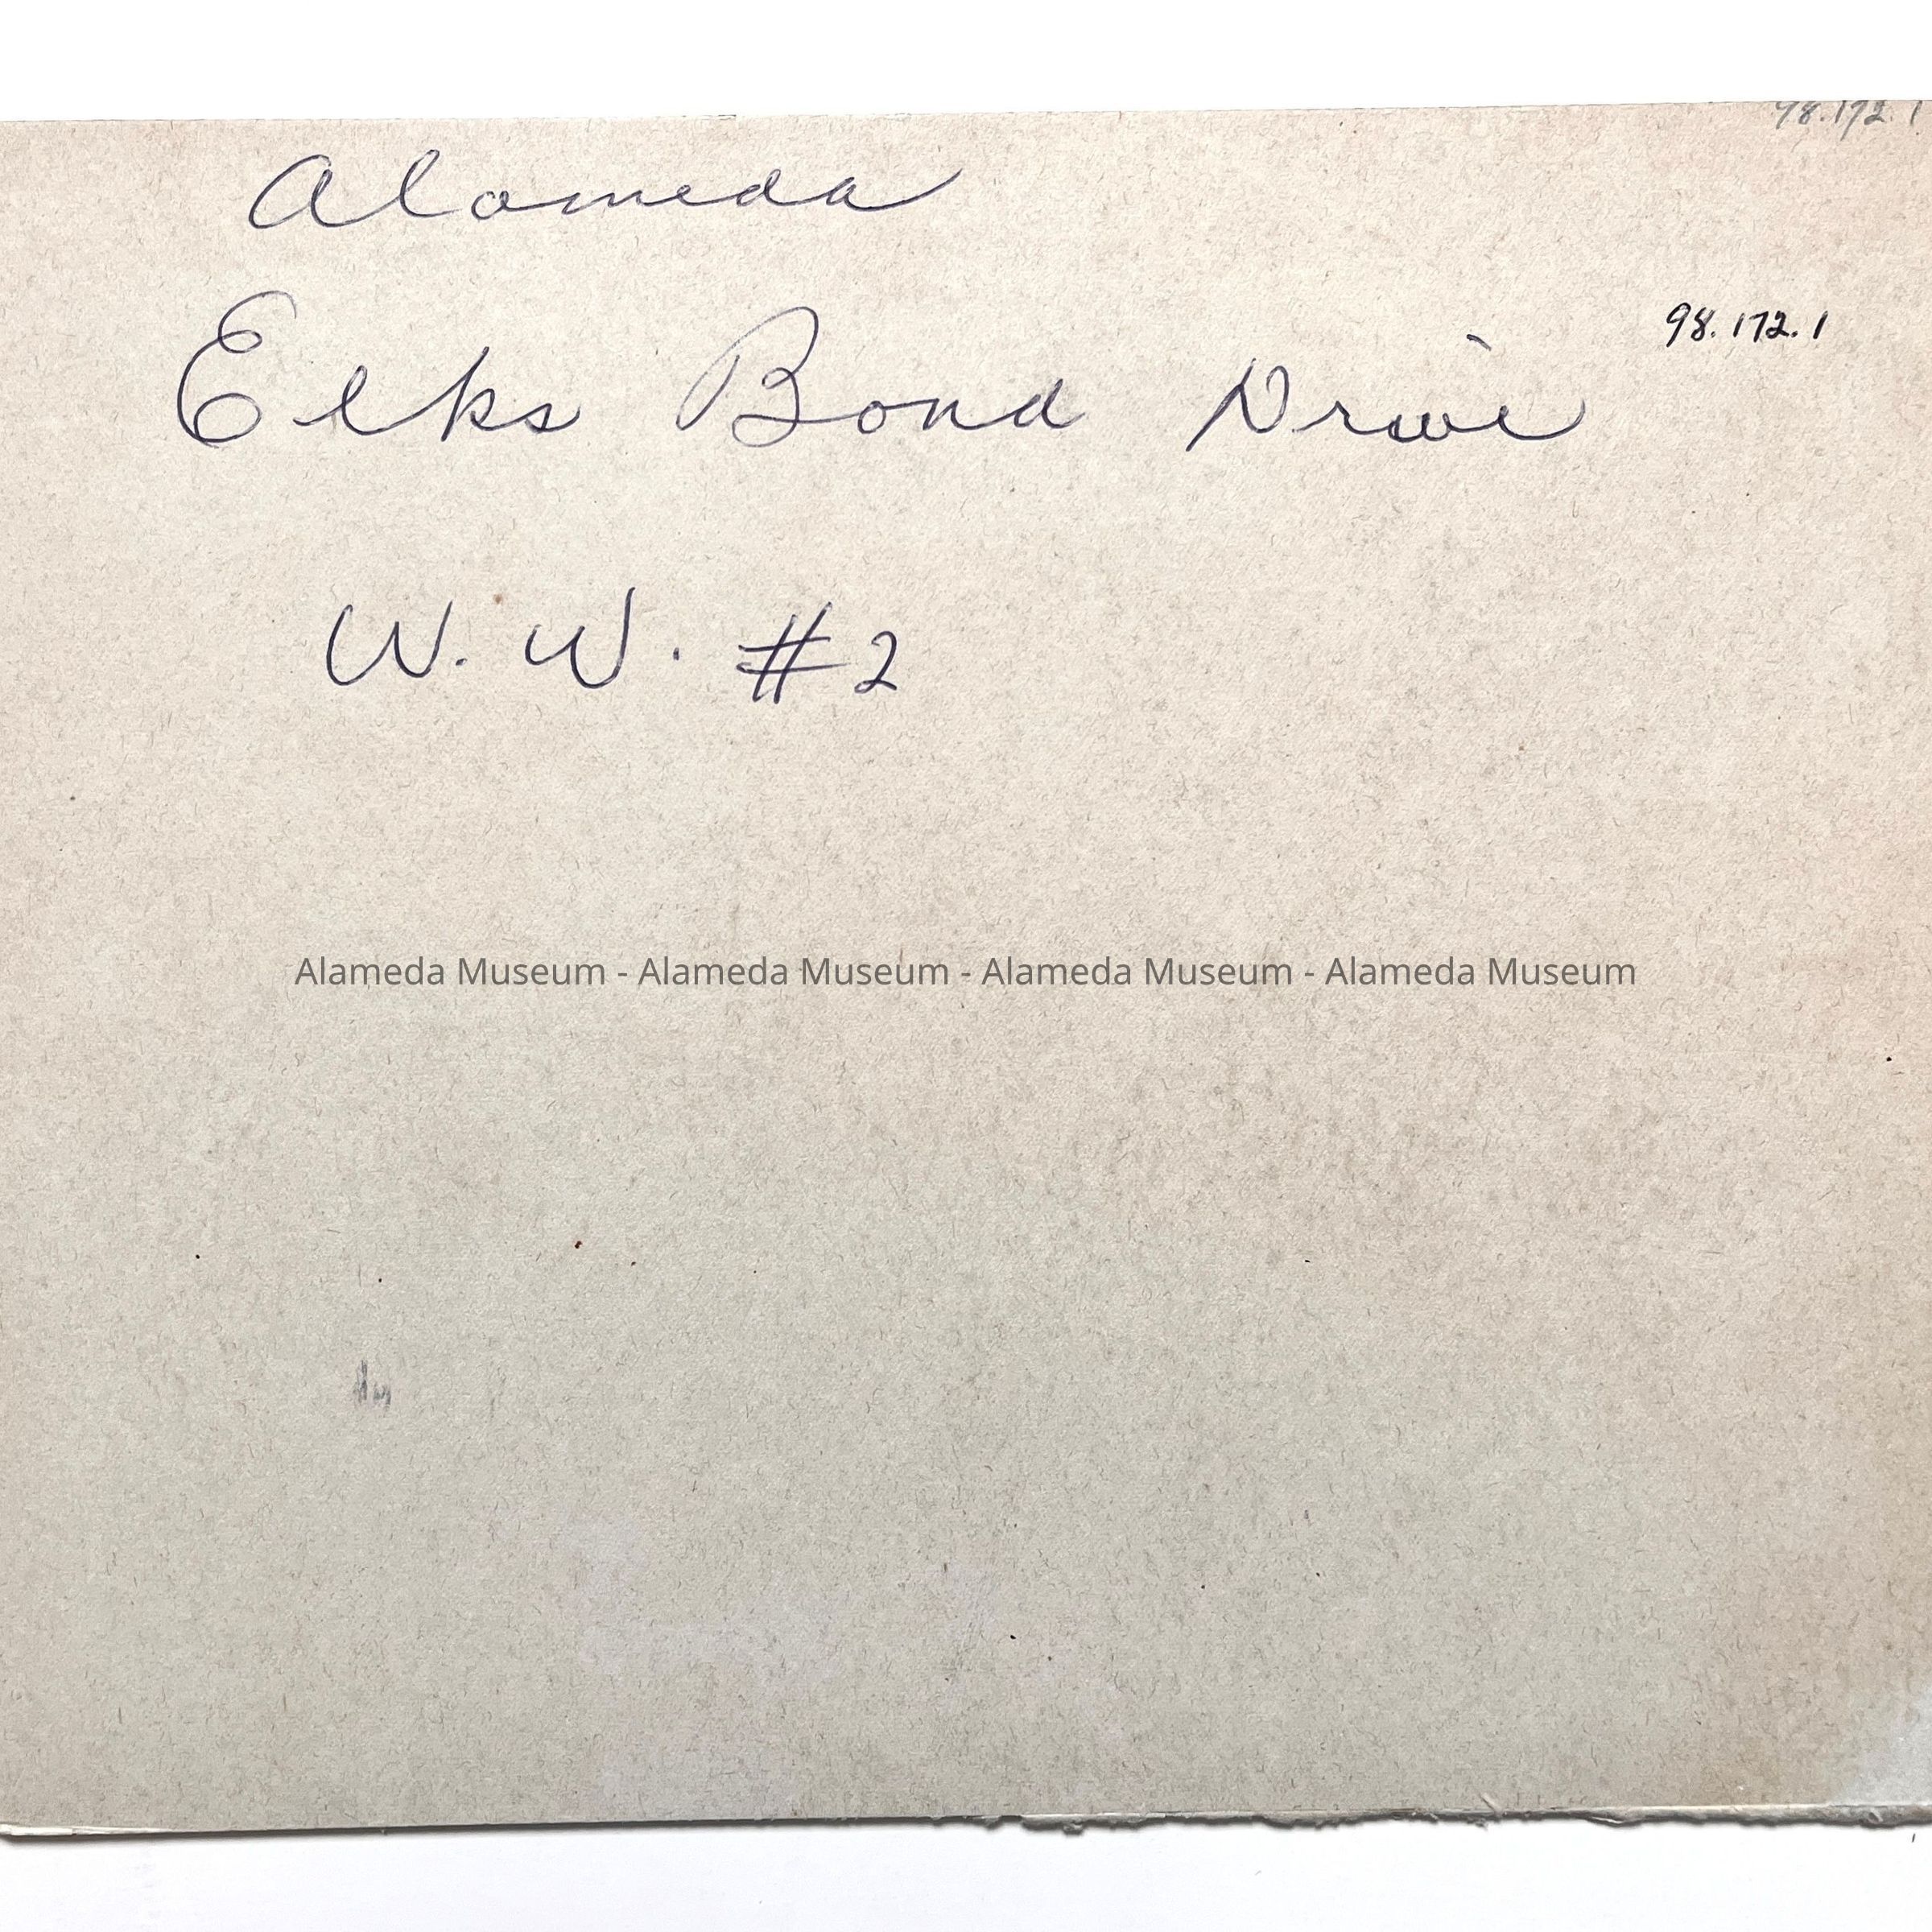 98.172.1
Alameda
98.172.1
Elks Bond Drive
W. W. #2
Alameda Museum - Alameda Museum - Alameda Museum - Alameda Museum